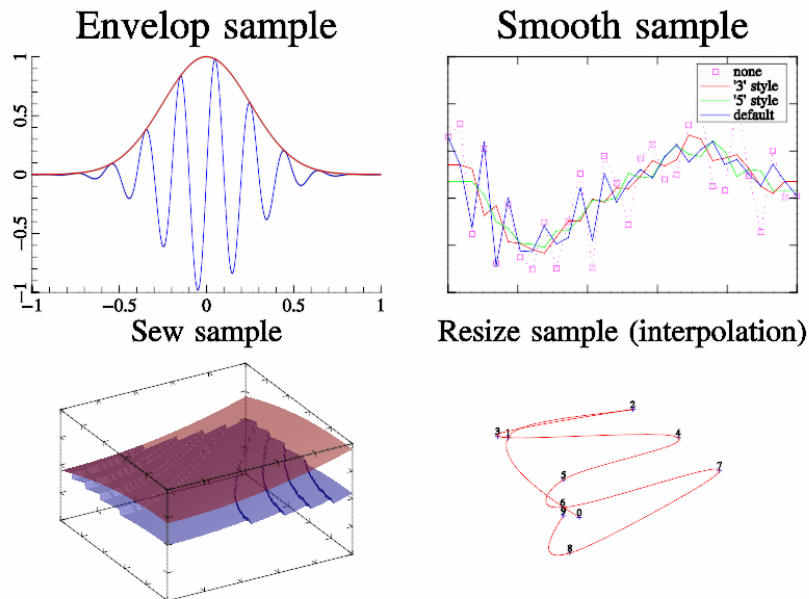 Envelop sample
1
0.5
0
−0.5
−1
−1
−0.5
0
0.5
1
Smooth sample
none
'3' style
'5' style
default
Sew sample
Resize sample (interpolation)
2
3
1
4
7
5
6
9
0
8